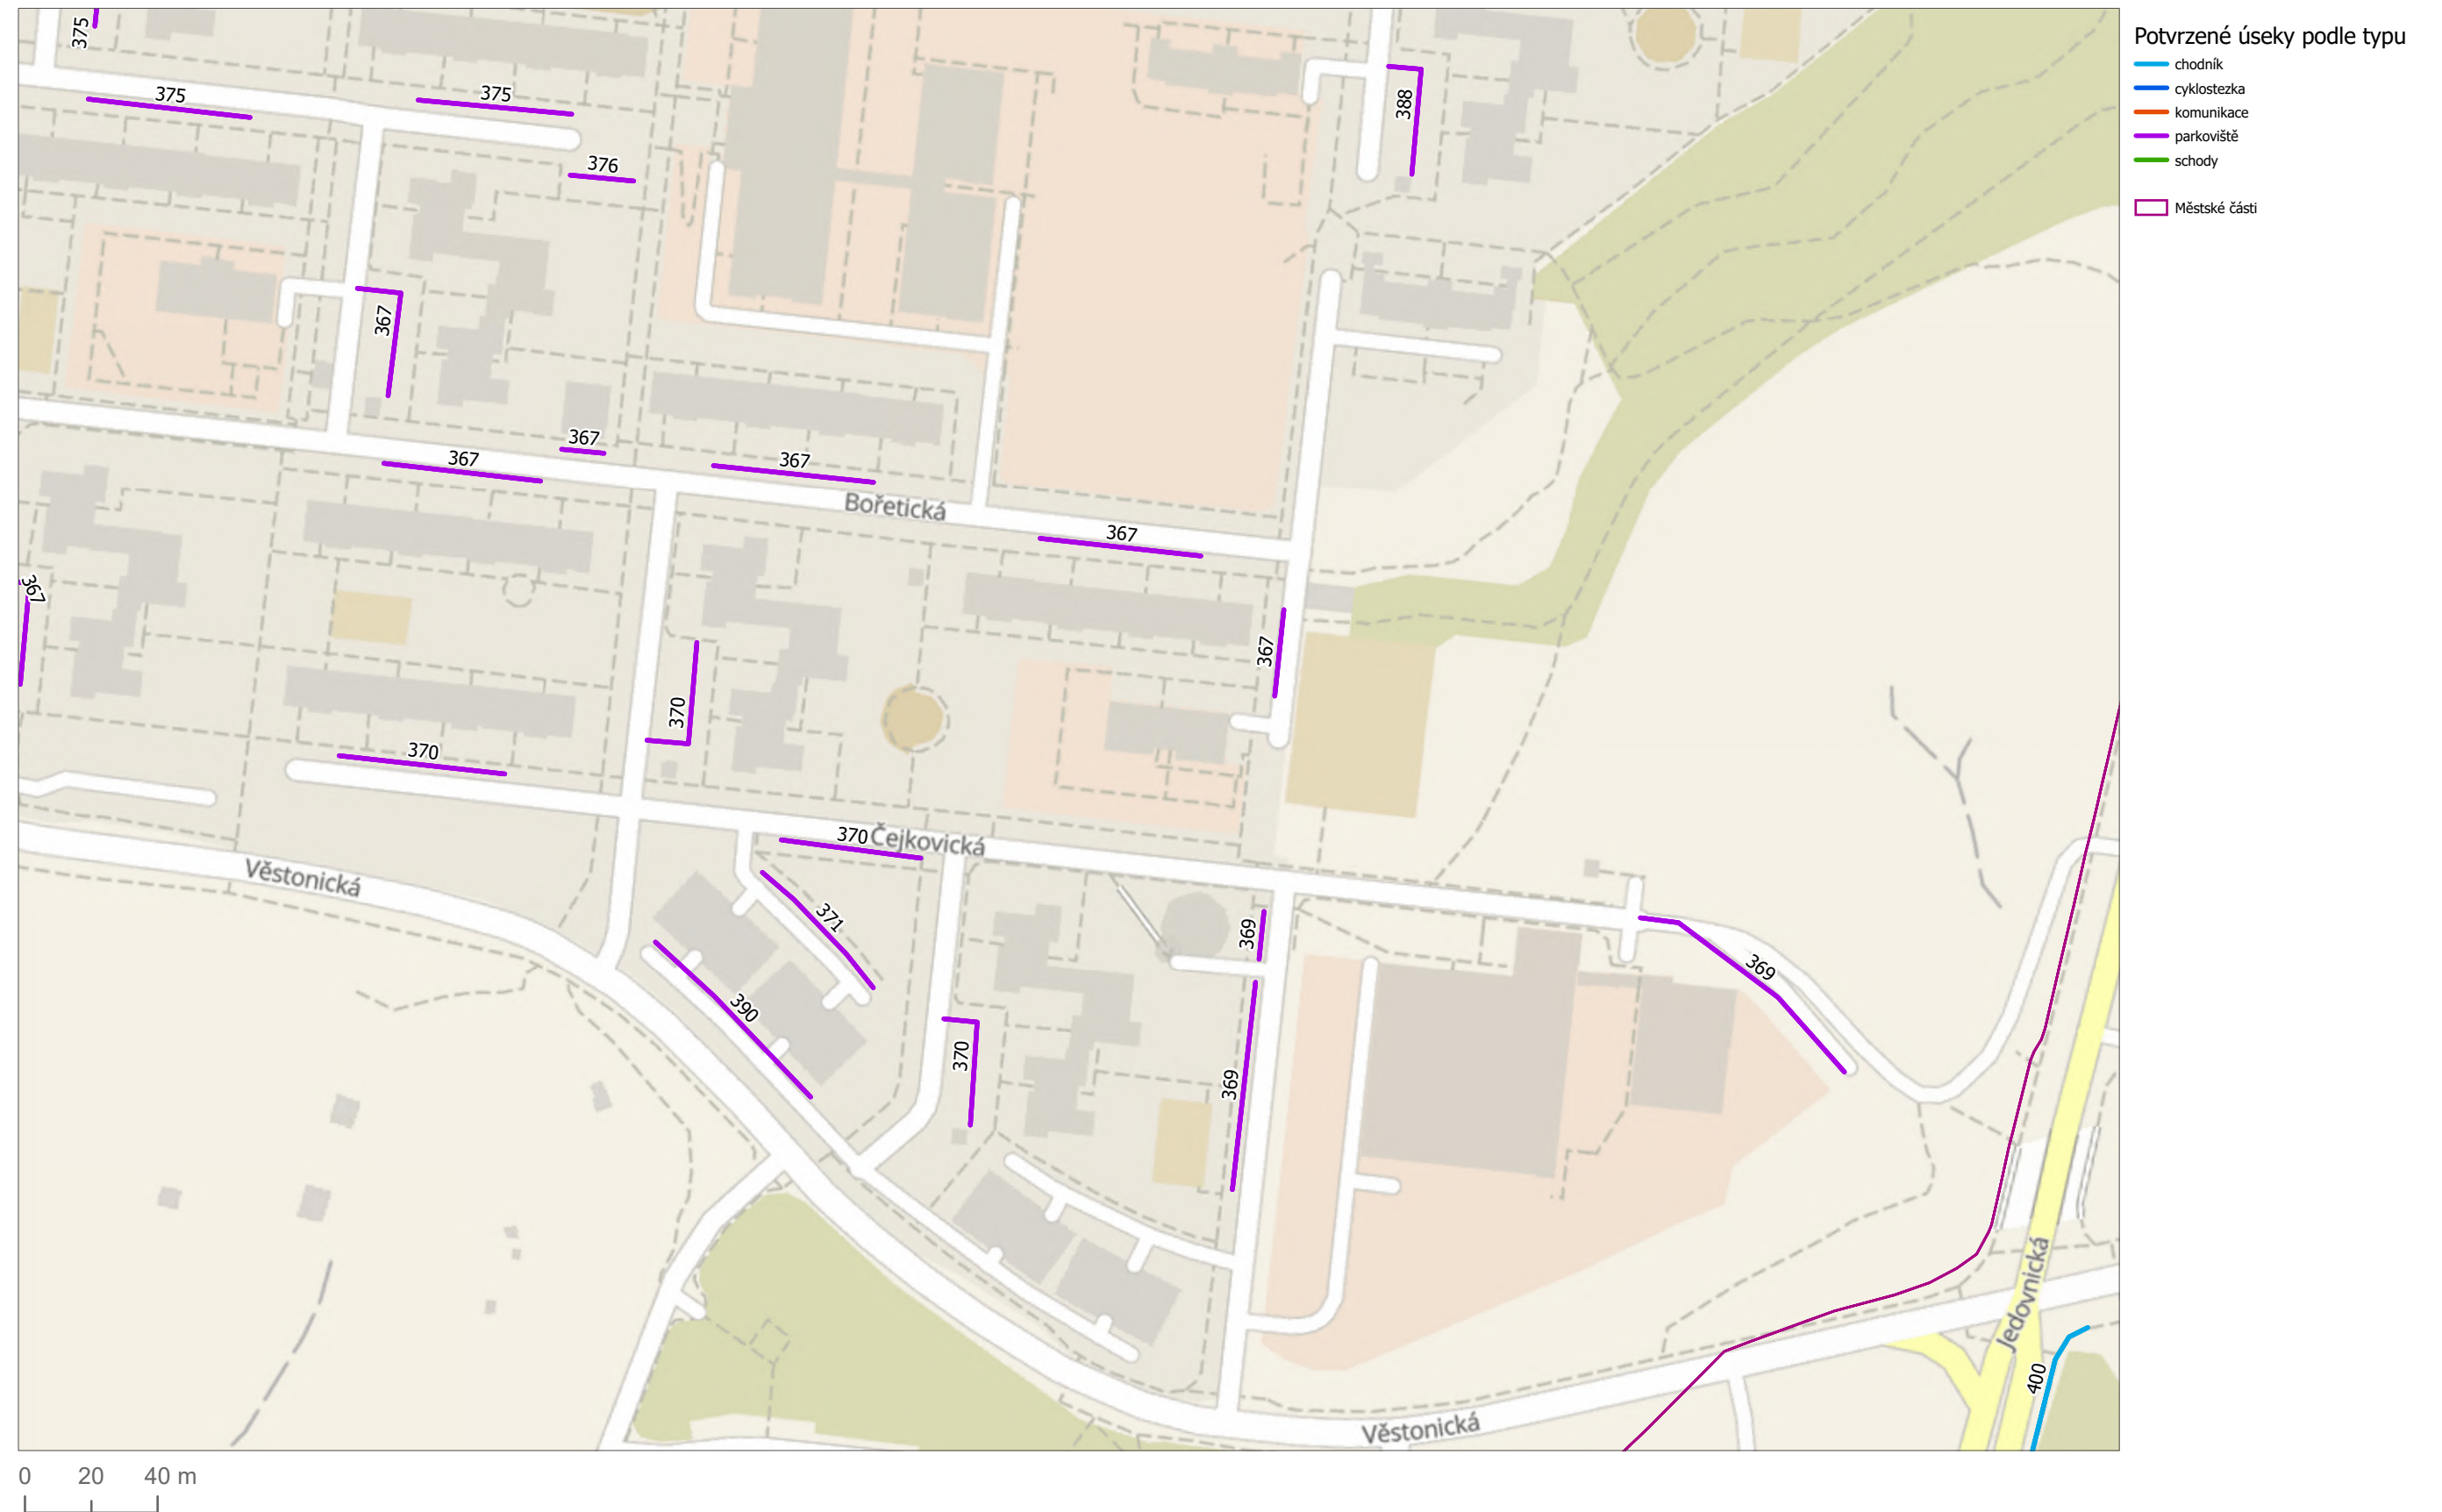 Potvrzené úseky podle typu
chodník
cyklostezka
komunikace
parkoviště
schody
Městské části
375
375
375
388
376
367
367
367
367
Bořetická
367
367
367
370
370
370
Čejkovická
Věstonická
371
369
369
390
370
369
Jedovnická
400
Věstonická
0 20 40 m